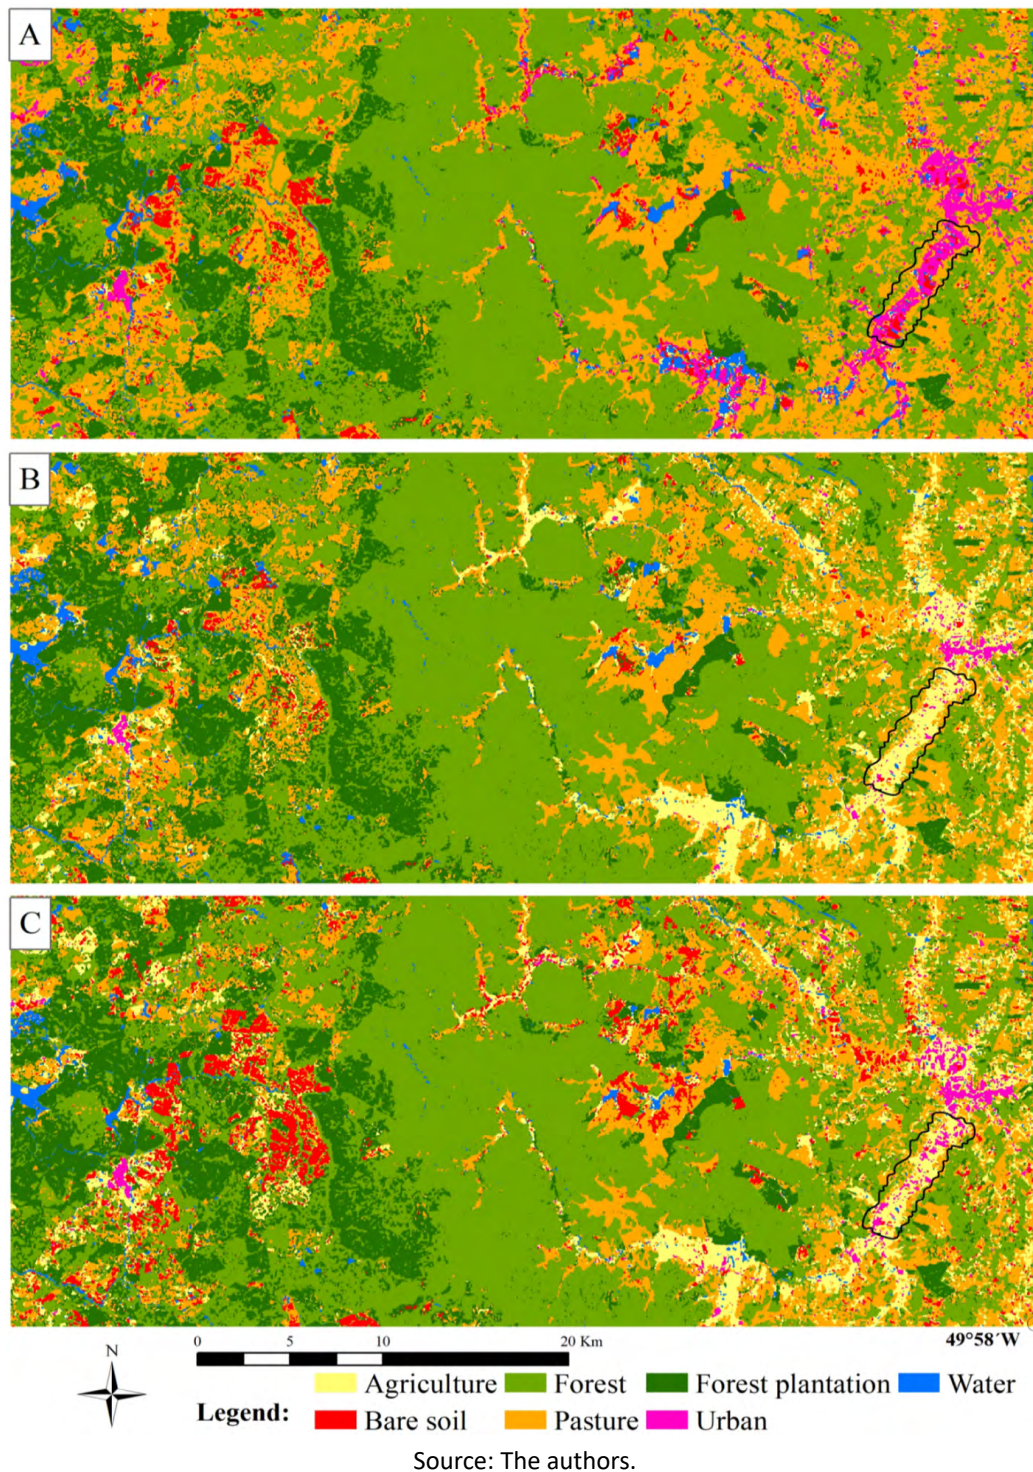 A
B
C
0 5 10 20 Km
49°58´W
N
Legend:
Agriculture Forest Forest plantation Water
Bare soil Pasture Urban
Source: The authors.